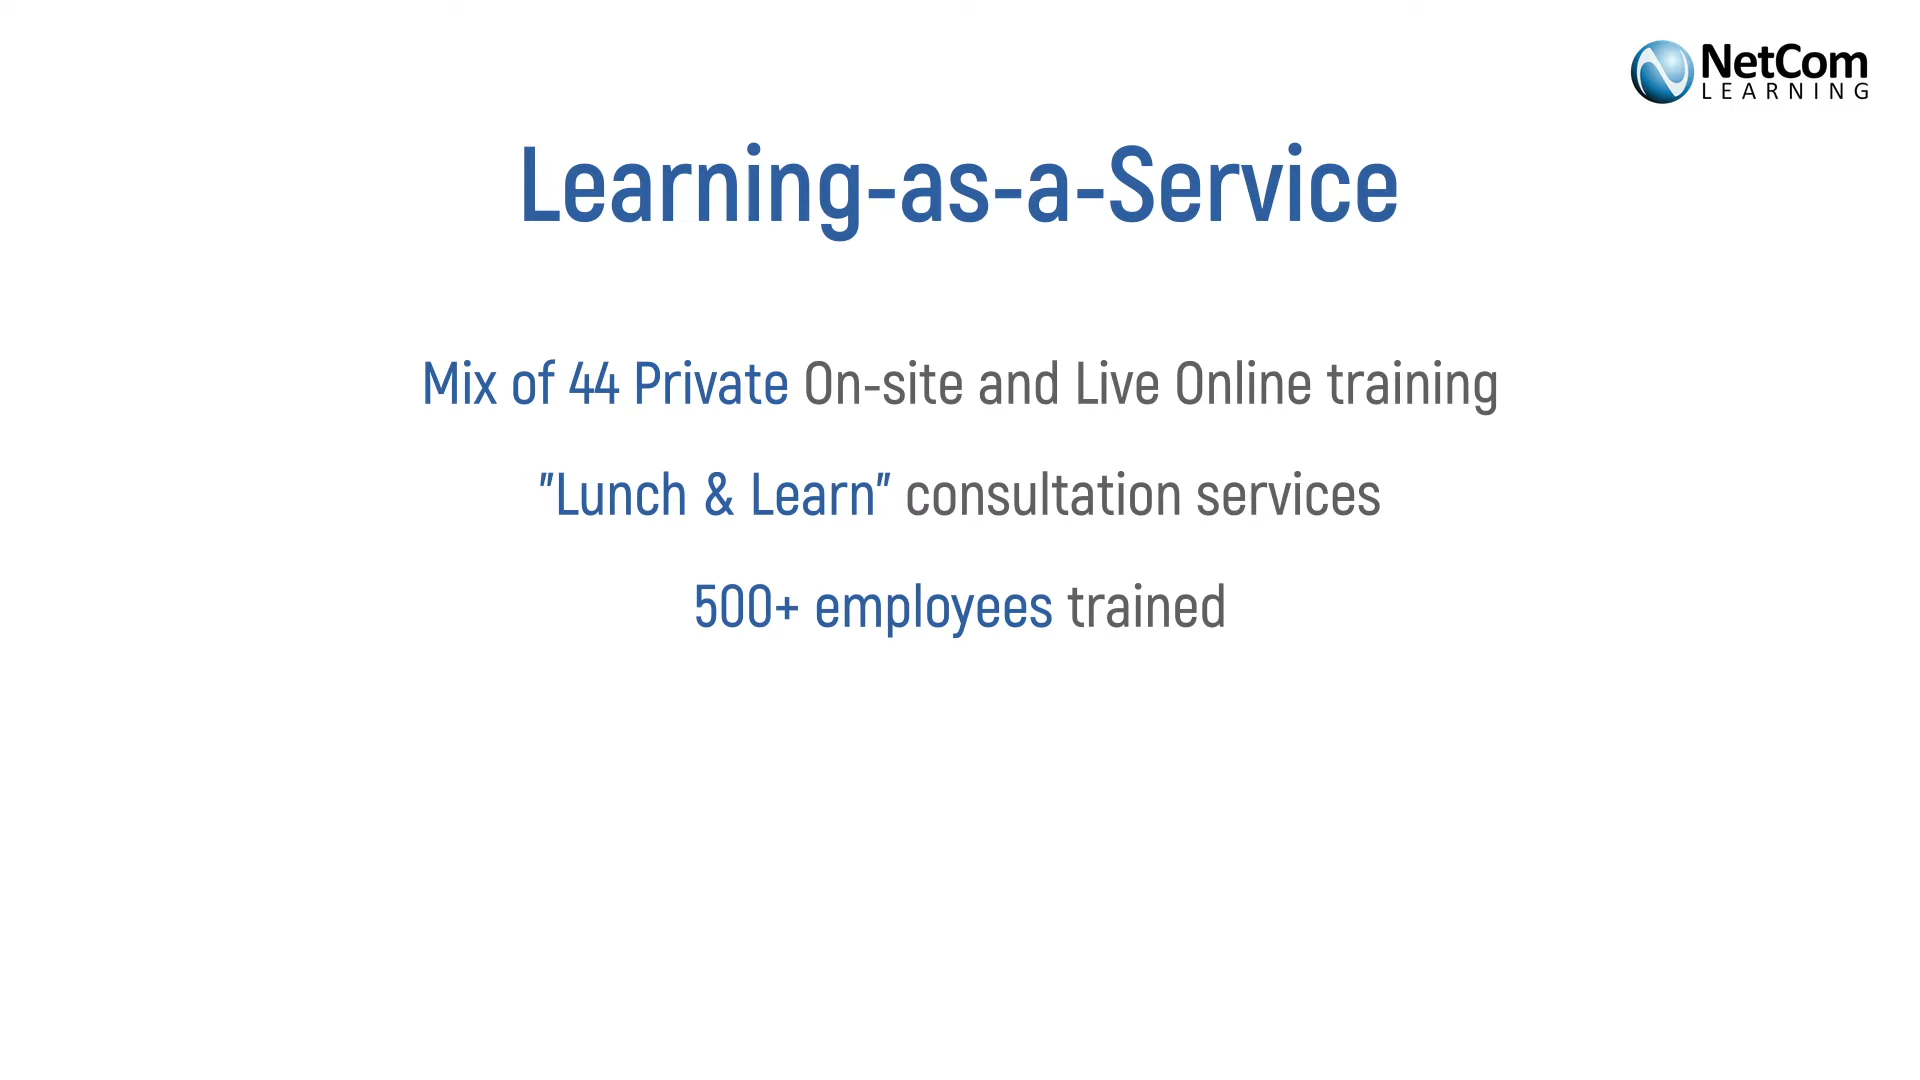 NetCom
LEARNING
Learning-as-a-Service
Mix of 44 Private On-site and Live Online training
"Lunch & Learn" consultation services
500+ employees trained